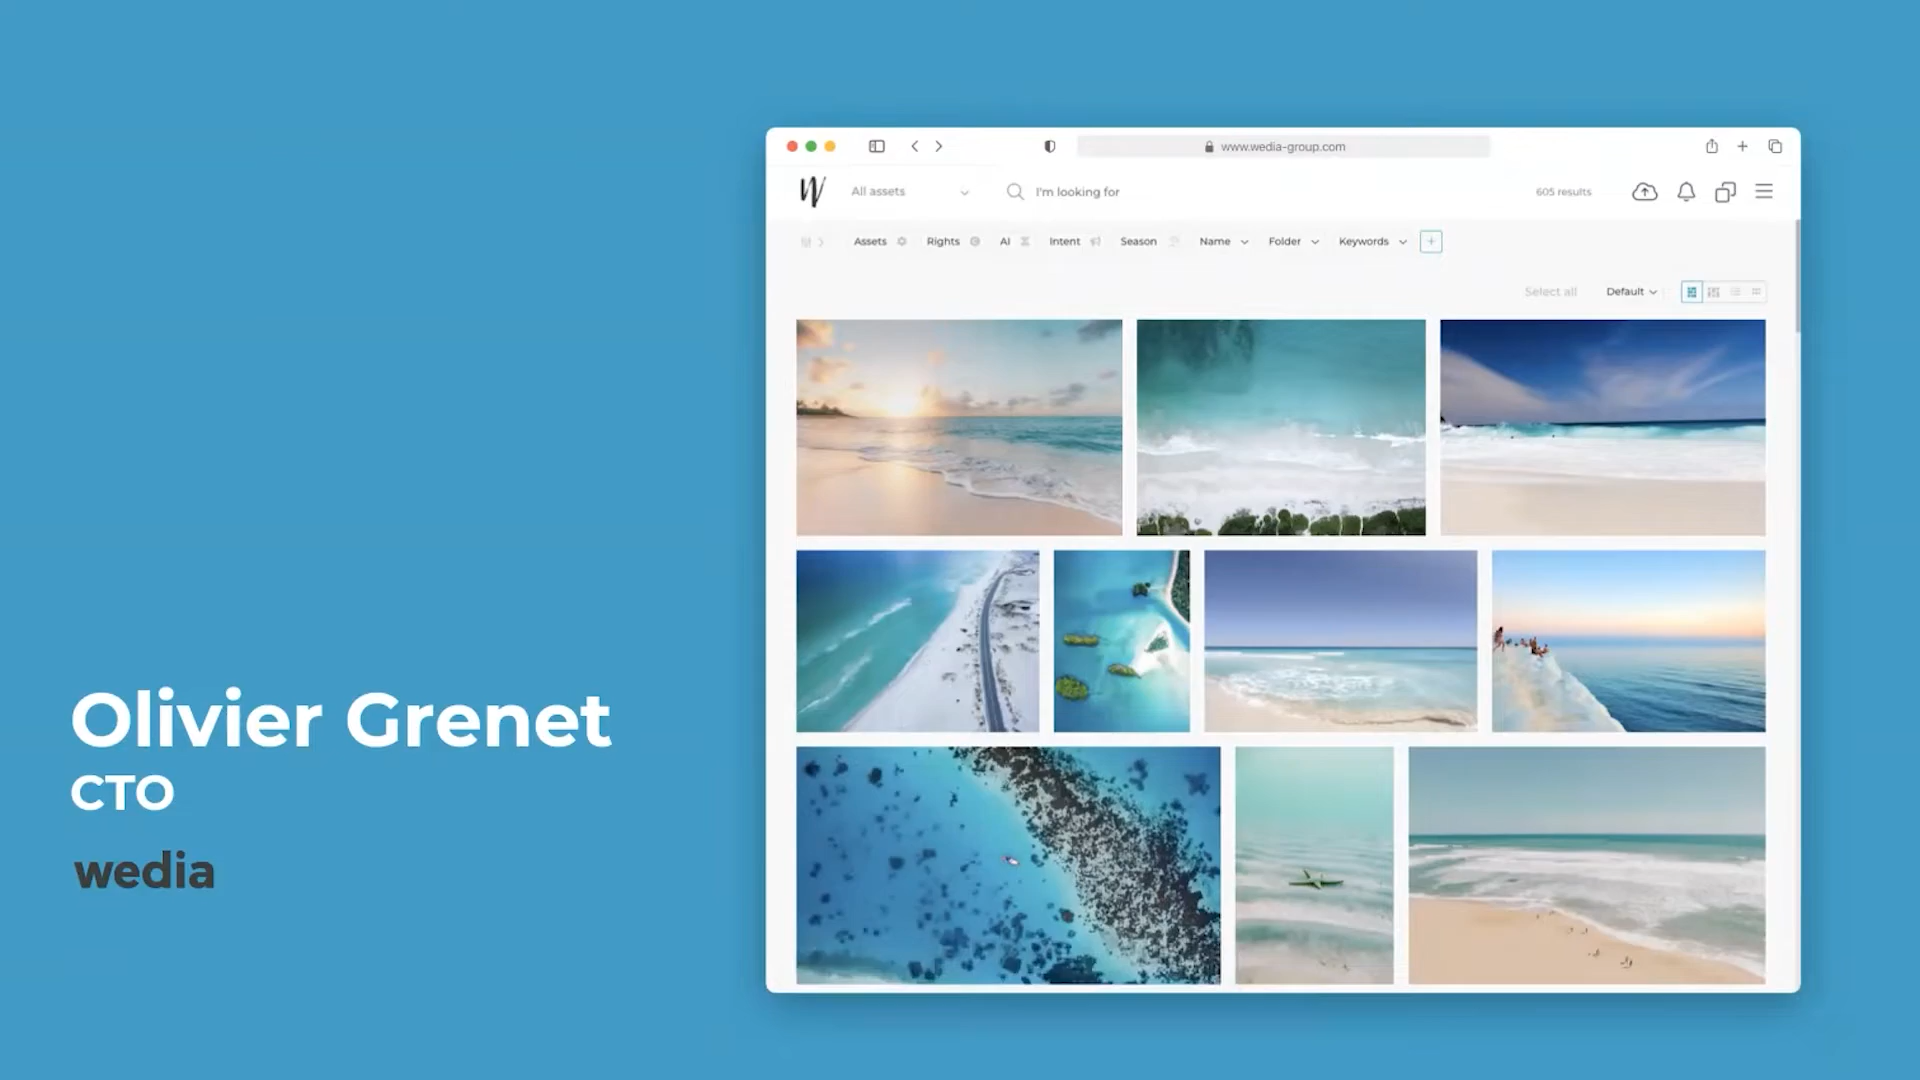 Olivier Grenet
CTO
wedia
www.wedia-group.com
W
All assets
I'm looking for
605 results
Assets
Rights
AI
Intent
Season
Name
Folder
Keywords
Select all
Default